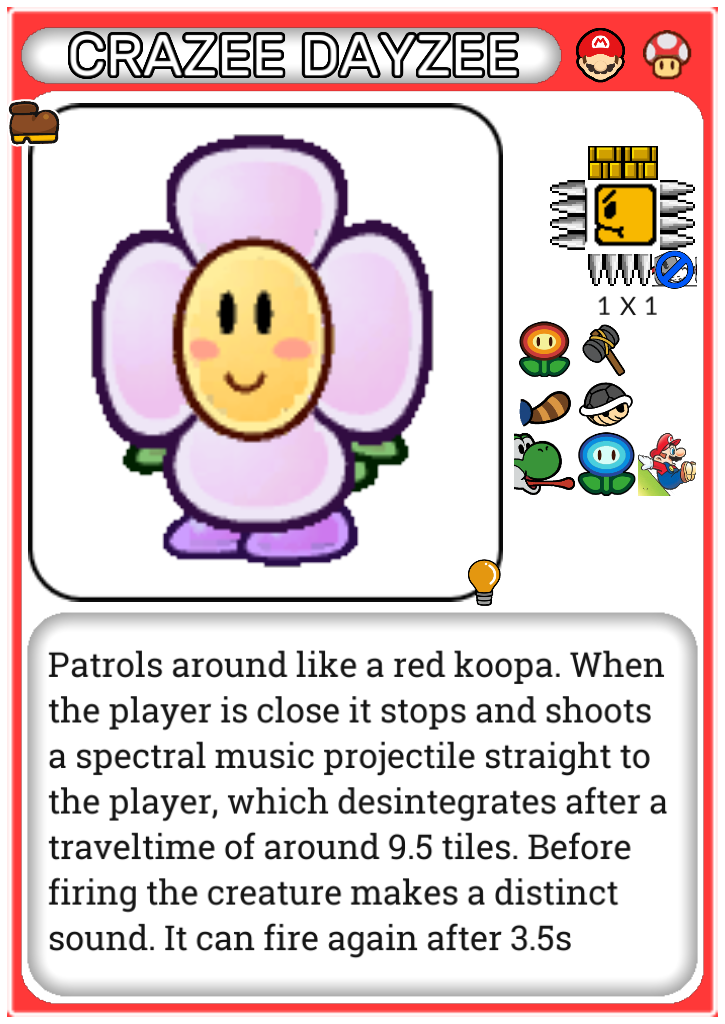 CRAZEE DAYZEE
1 X 1
Patrols around like a red koopa. When
the player is close it stops and shoots
a spectral music projectile straight to
the player, which desintegrates after a
traveltime of around 9.5 tiles. Before
firing the creature makes a distinct
sound. It can fire again after 3.5s